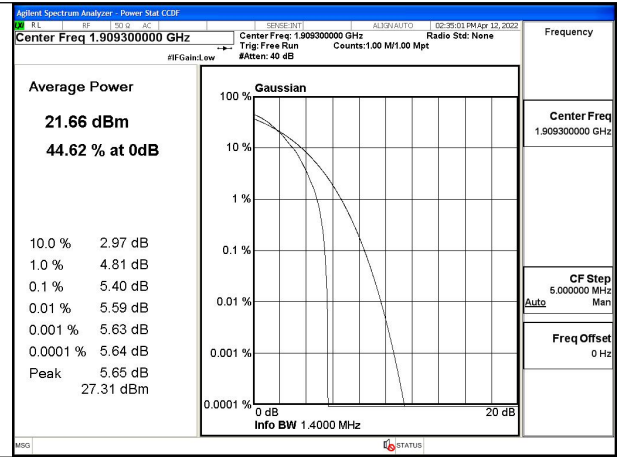 Agilent Spectrum Analyzer - Power Stat CCDF
RL RF 50 Ω AC SENSE:INT ALIGN AUTO 02:35:01 PM Apr 12, 2022
Center Freq 1.909300000 GHz
Center Freq: 1.909300000 GHz Radio Std: None
Trig: Free Run Counts:1.00 M/1.00 Mpt
#IFGain:Low #Atten: 40 dB
Frequency
Average Power
21.66 dBm
44.62 % at 0dB
10.0 % 2.97 dB
1.0 % 4.81 dB
0.1 % 5.40 dB
0.01 % 5.59 dB
0.001 % 5.63 dB
0.0001 % 5.64 dB
Peak 5.65 dB
27.31 dBm
Gaussian
100 %
10 %
1 %
0.1 %
0.01 %
0.001 %
0.0001 %
0 dB 20 dB
Info BW 1.4000 MHz
Center Freq
1.909300000 GHz
CF Step
5.000000 MHz
Auto Man
Freq Offset
0 Hz
MSG STATUS